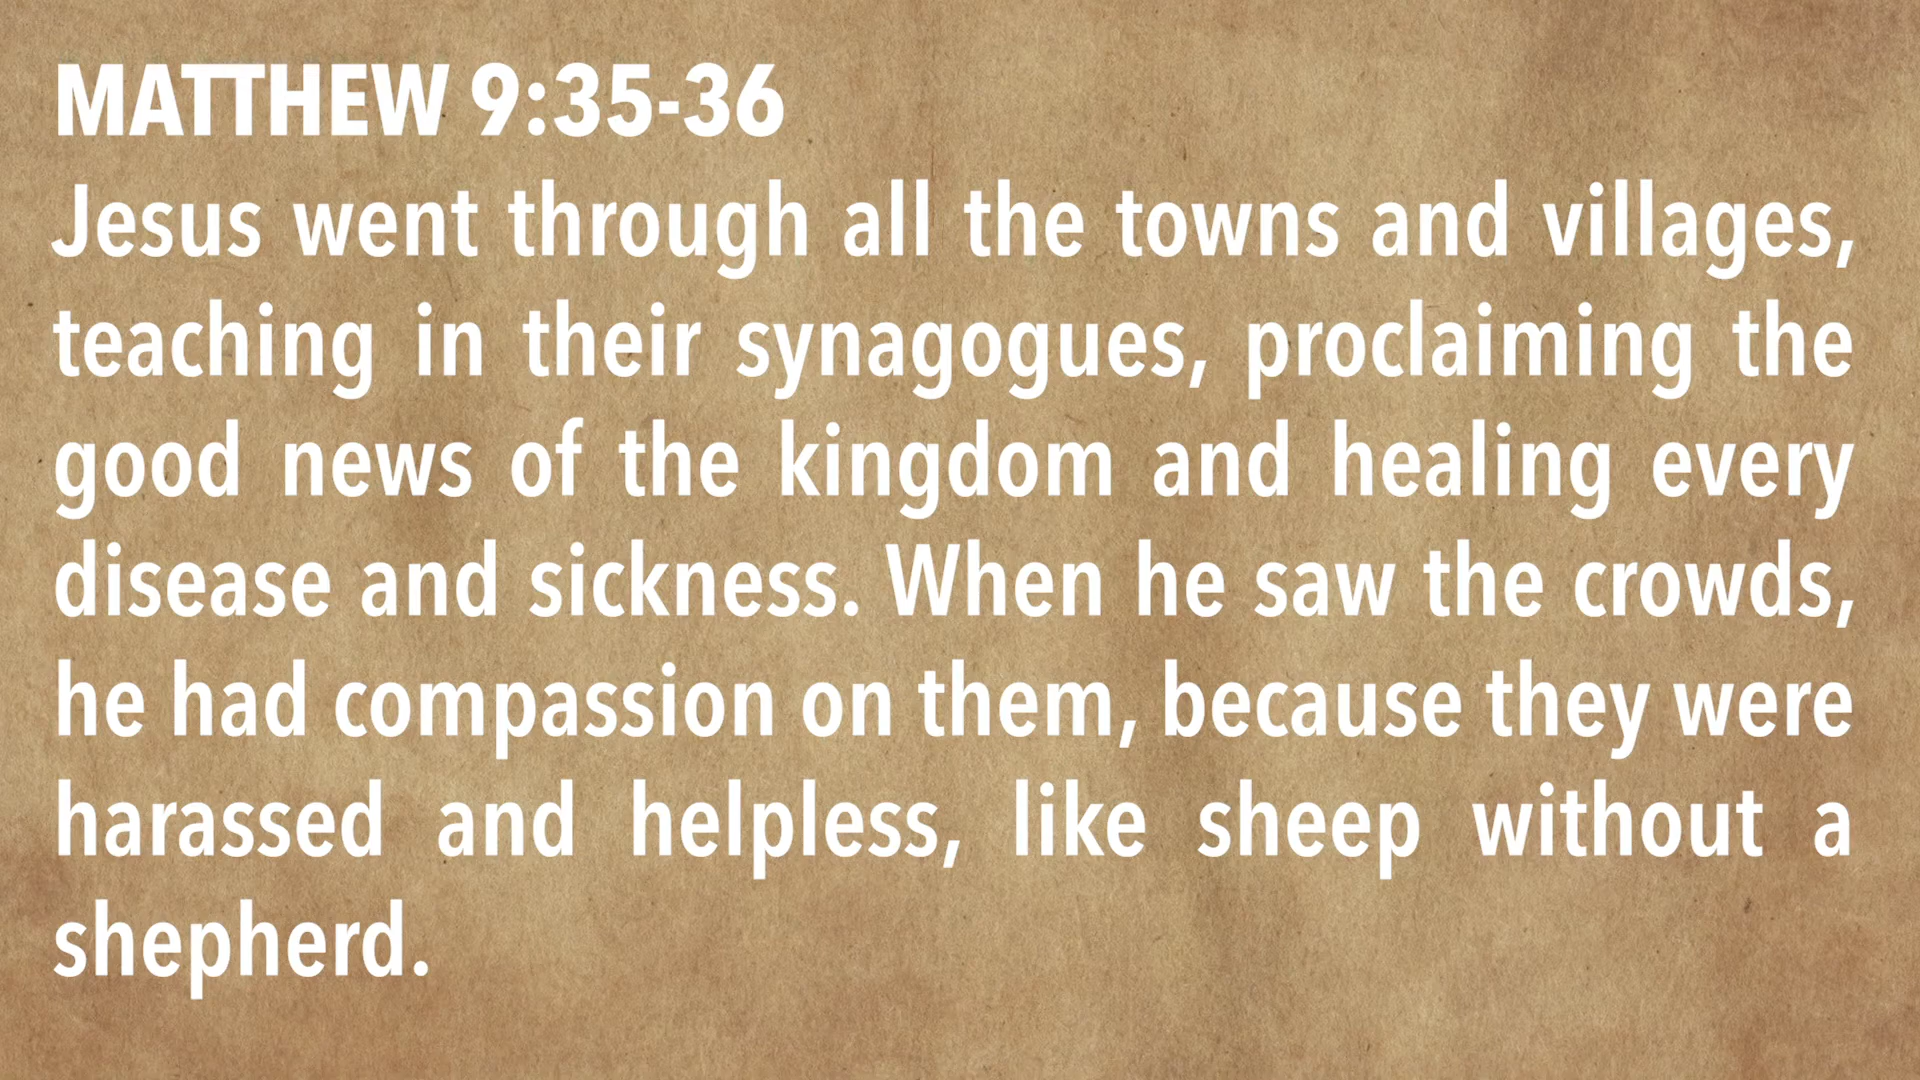 MATTHEW 9:35-36
Jesus went through all the towns and villages,
teaching in their synagogues, proclaiming the
good news of the kingdom and healing every
disease and sickness. When he saw the crowds,
he had compassion on them, because they were
harassed and helpless, like sheep without a
shepherd.